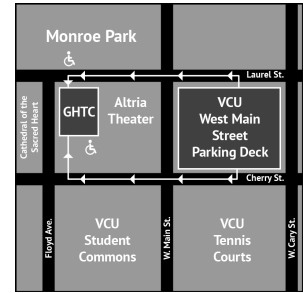 Monroe Park
Laurel St.
Cathedral of the
Sacred Heart
GHTC
Altria
Theater
VCU
West Main
Street
Parking Deck
Cherry St.
Floyd Ave.
VCU
Student
Commons
W. Main St.
VCU
Tennis
Courts
W. Cary St.